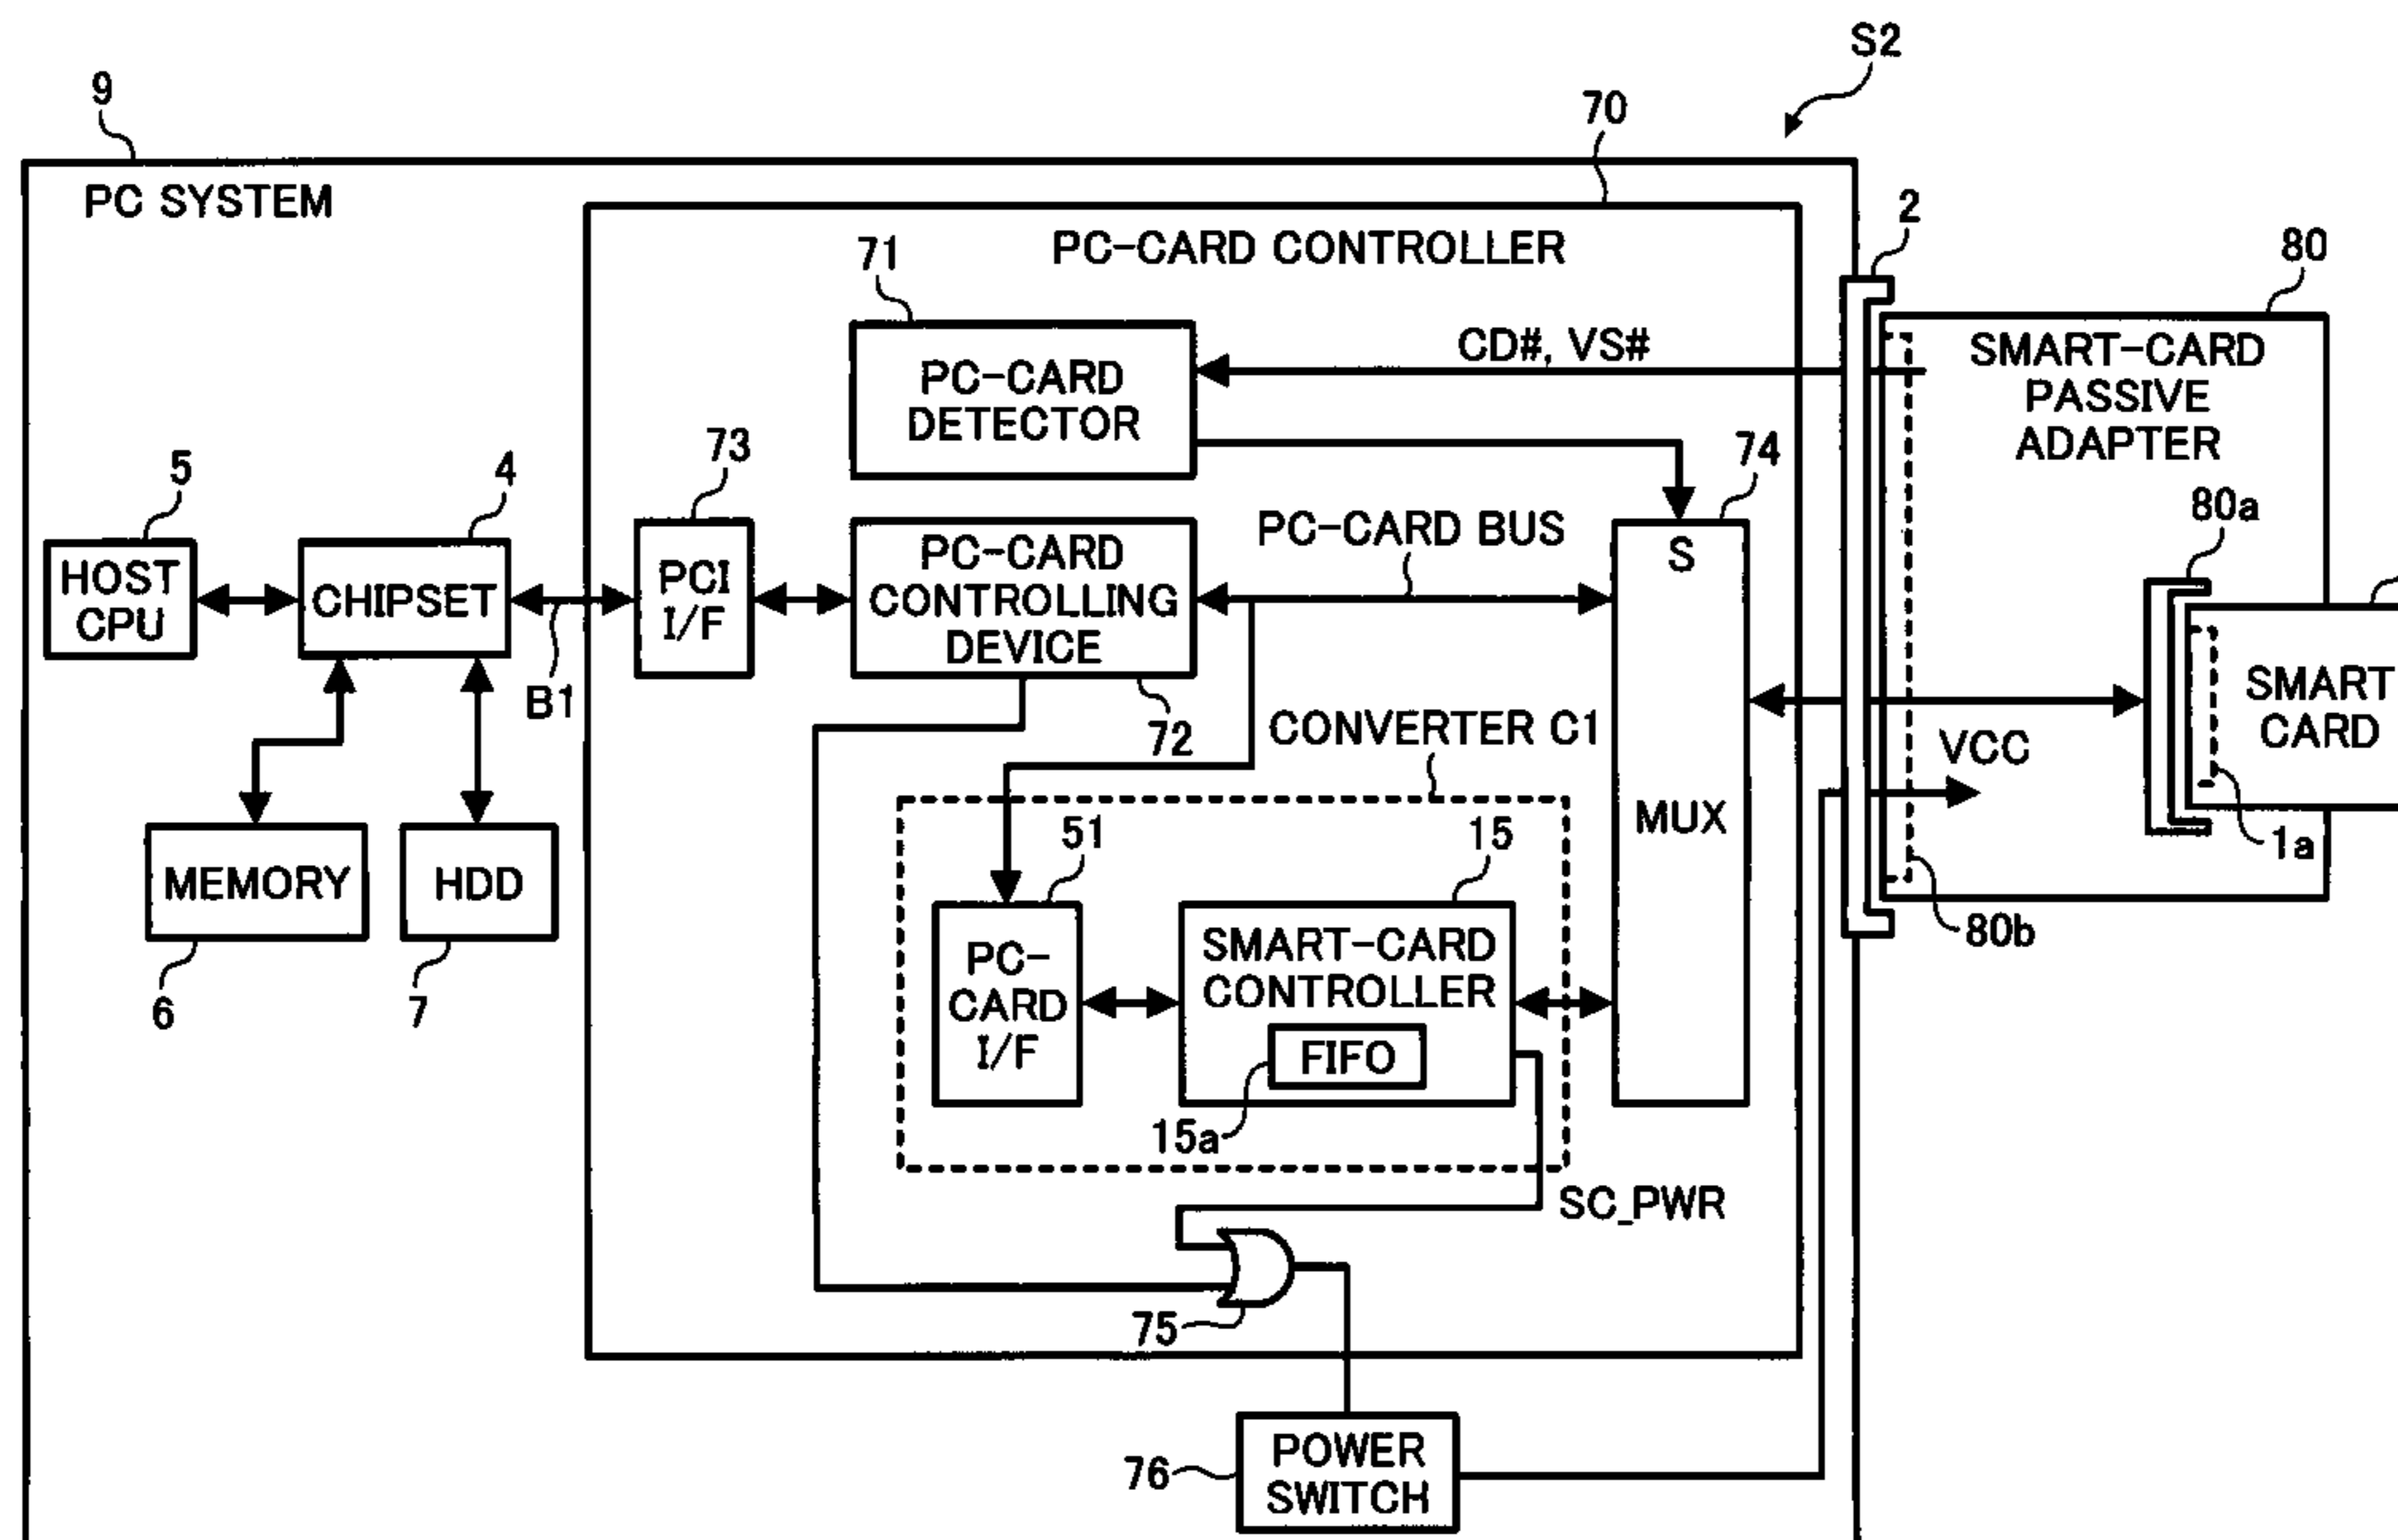 S2
9
70
PC SYSTEM
2
PC-CARD CONTROLLER
71
80
CD#, VS#
SMART-CARD
PASSIVE
ADAPTER
PC-CARD
DETECTOR
73
74
5
4
80a
PC-CARD BUS
S
HOST
CPU
CHIPSET
PCI
I/F
PC-CARD
CONTROLLING
DEVICE
B1
72
CONVERTER C1
SMART
CARD
VCC
MUX
51
15
1a
MEMORY
HDD
80b
PC-
CARD
I/F
SMART-CARD
CONTROLLER
FIFO
6
7
15a
SC_PWR
75
76
POWER
SWITCH